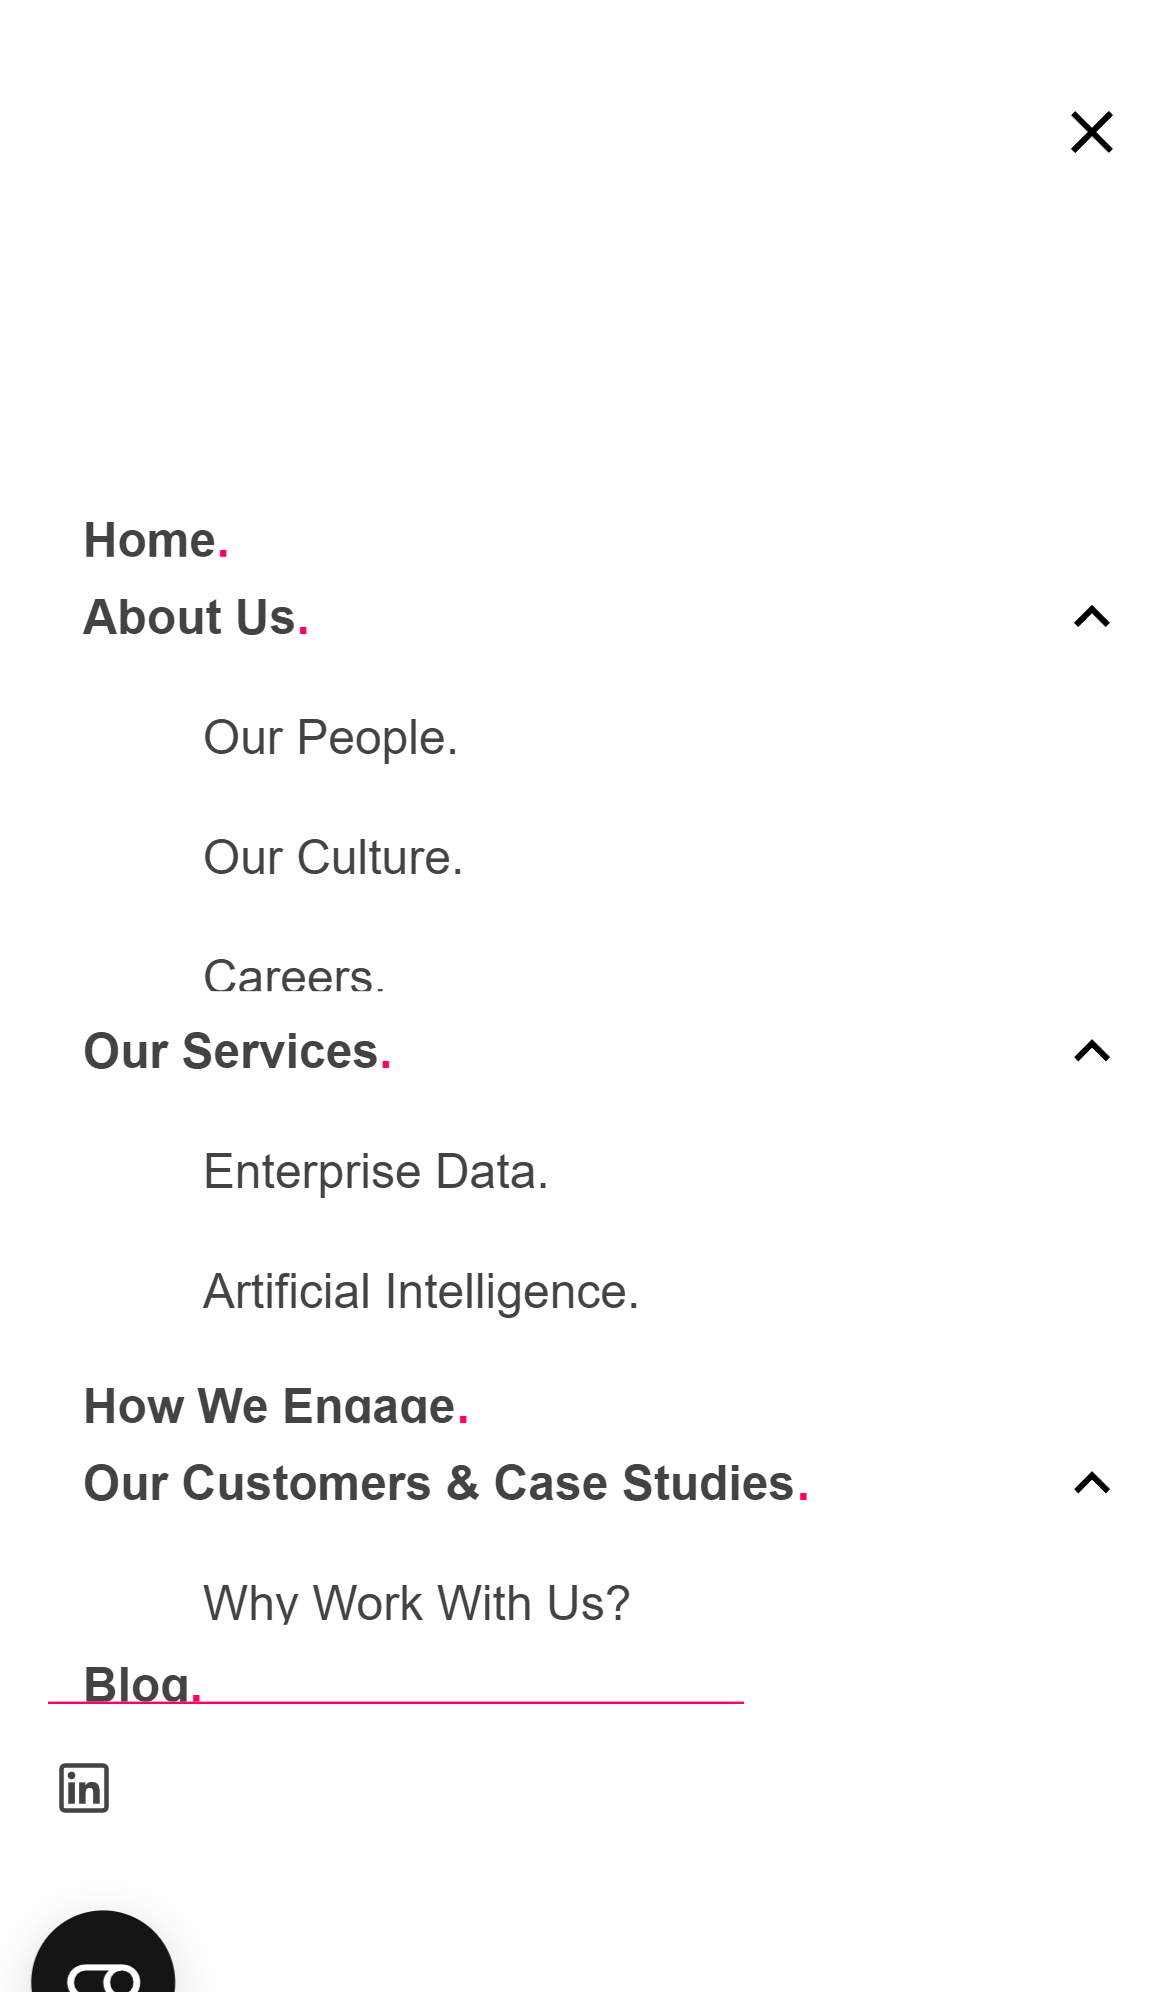 Home.
About Us.
Our People.
Our Culture.
Careers.
Our Services.
Enterprise Data.
Artificial Intelligence.
How We Engage.
Our Customers & Case Studies.
Why Work With Us?
Blog.
in